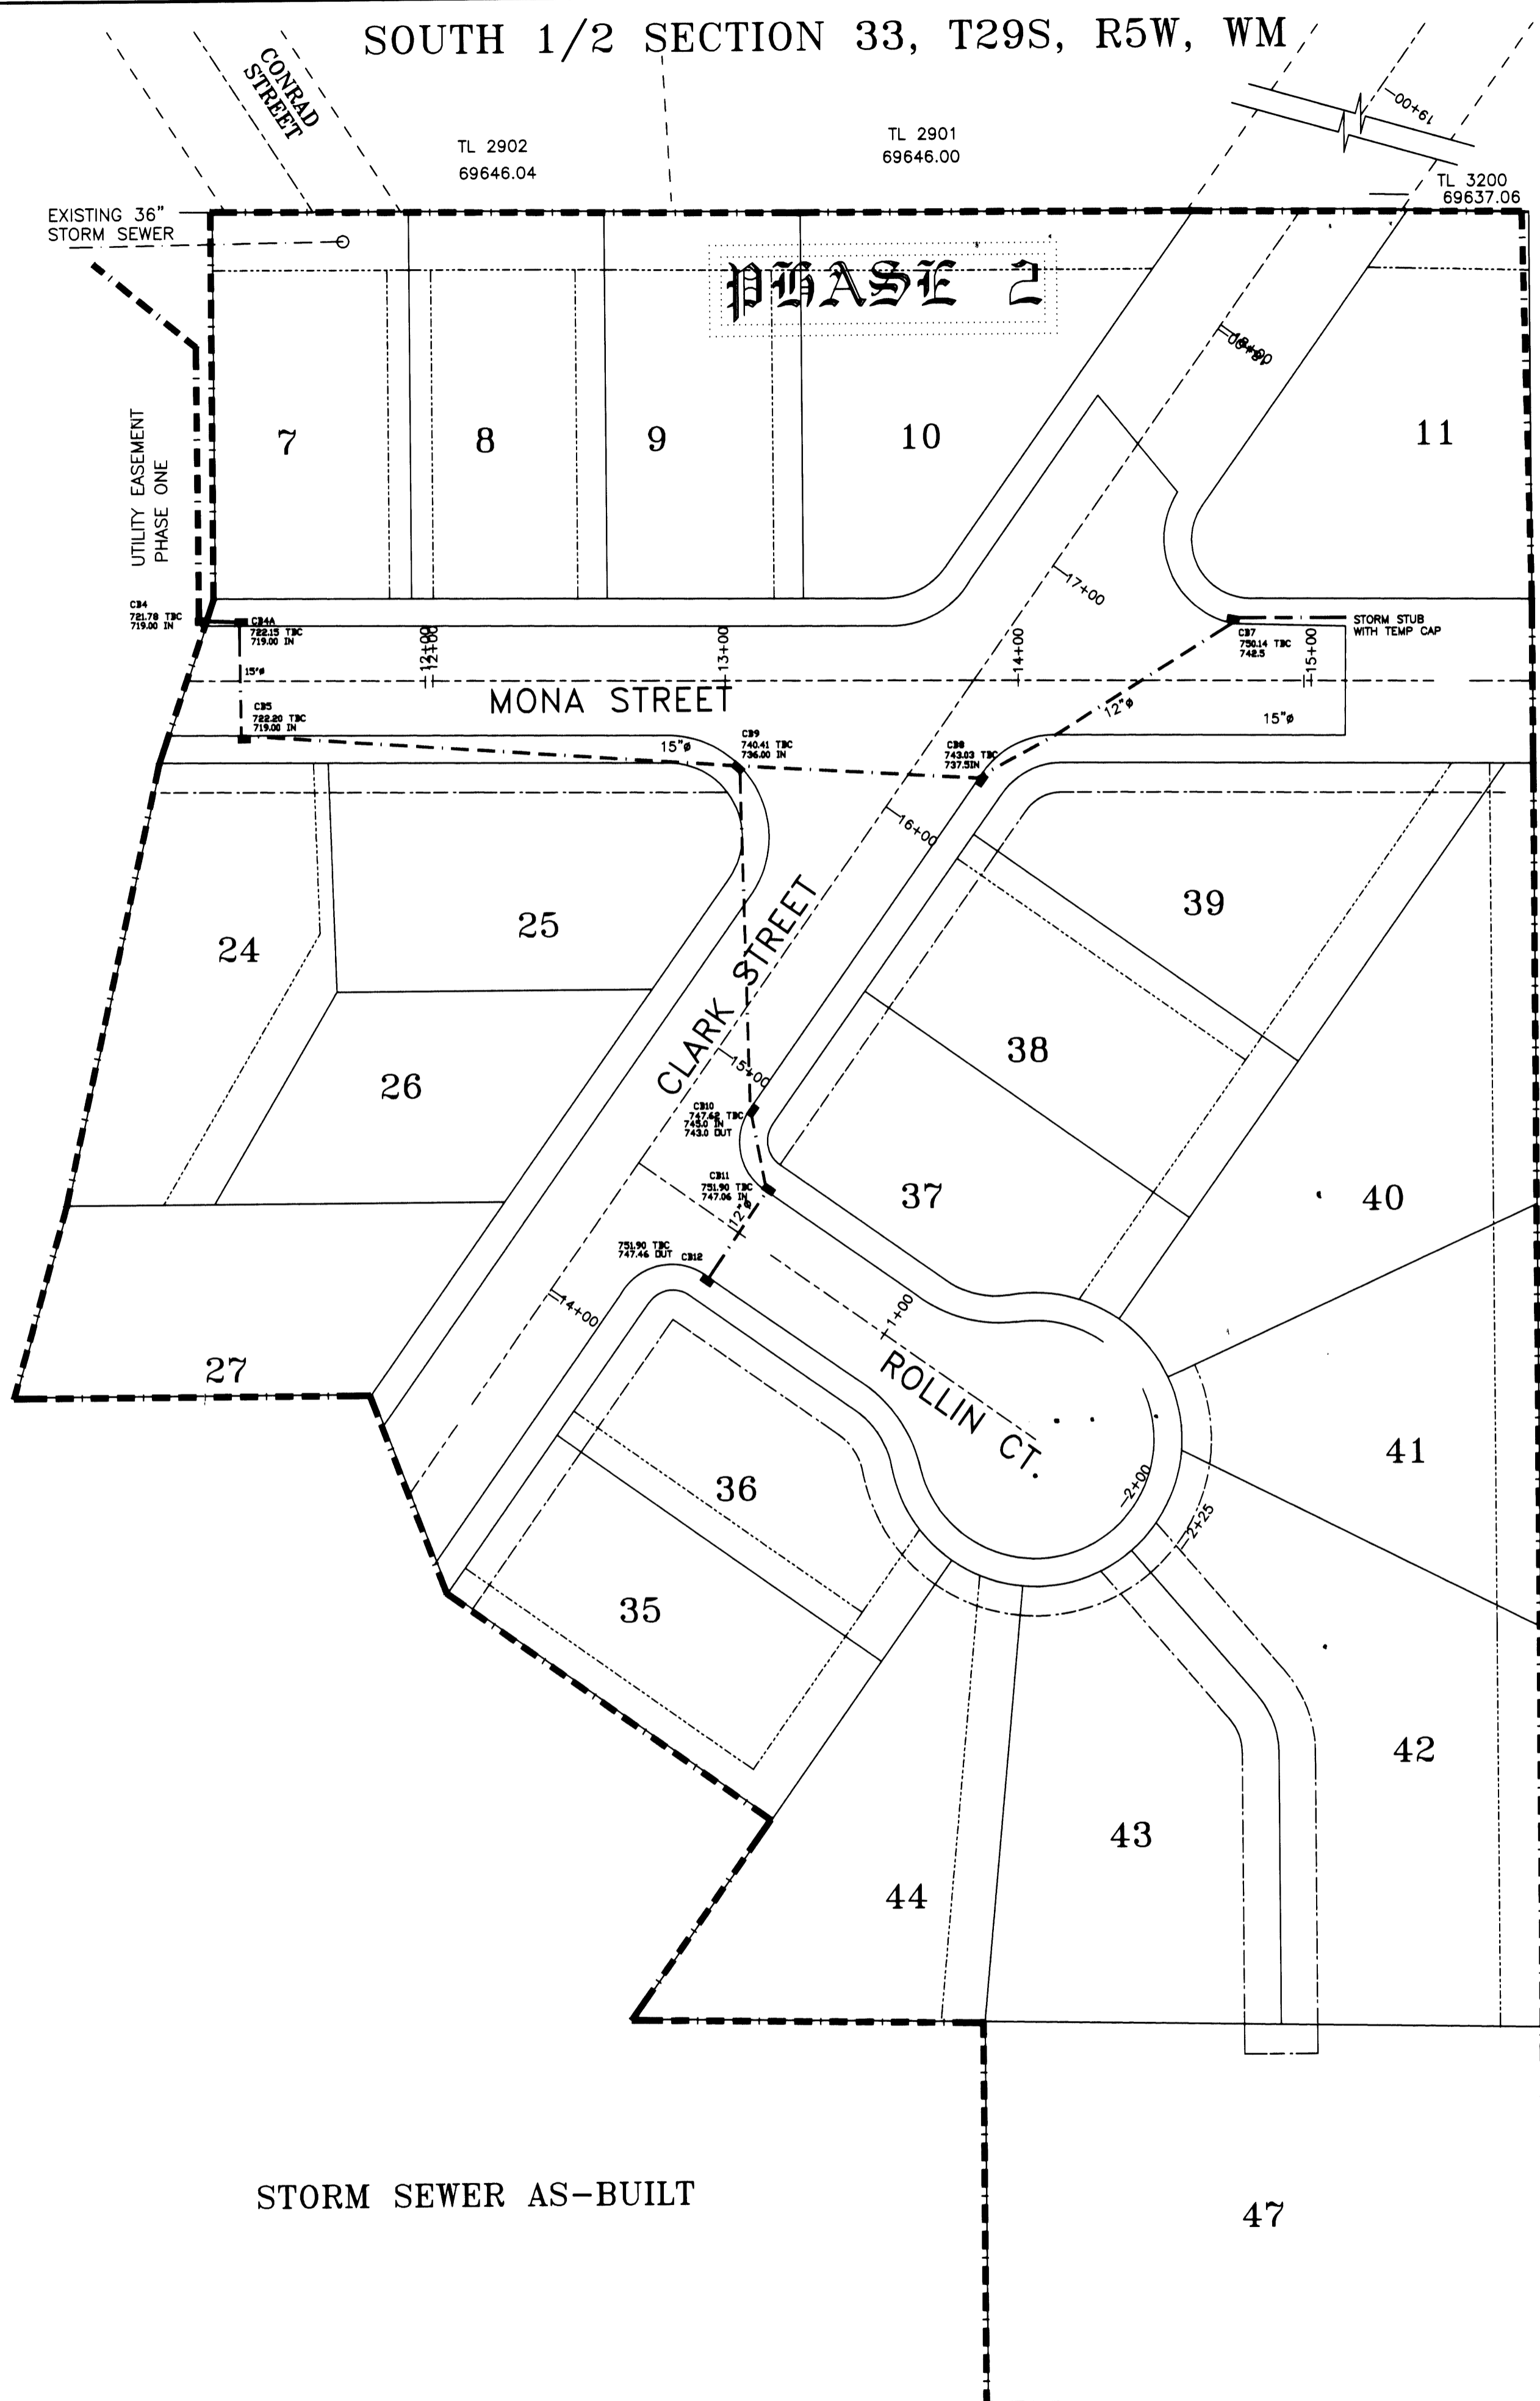 SOUTH 1/2 SECTION 33, T29S, R5W, WM
CONRAD
STREET
TL 2902
69646.04
TL 2901
69646.00
19+00
TL 3200
69637.06
EXISTING 36"
STORM SEWER
PHASE 2
18+00
UTILITY EASEMENT
PHASE ONE
7
8
9
10
11
17+00
CB4
721.78 TBC
719.00 IN
CB4A
722.15 TBC
719.00 IN
12+00
12+00
13+00
14+00
15+00
CB7
750.14 TBC
742.5
STORM STUB
WITH TEMP CAP
15"ø
MONA STREET
12"ø
15"ø
CB5
722.20 TBC
719.00 IN
15"ø
CB9
740.41 TBC
736.00 IN
CB8
743.03 TBC
737.5IN
16+00
24
25
26
CLARK STREET
39
38
15+00
CB10
747.62 TBC
745.0 IN
743.0 OUT
CB11
751.90 TBC
747.06 IN
12"ø
37
40
751.90 TBC
747.46 OUT
CB12
14+00
1+00
27
ROLLIN CT.
41
36
2+00
2+25
35
42
43
44
STORM SEWER AS-BUILT
47